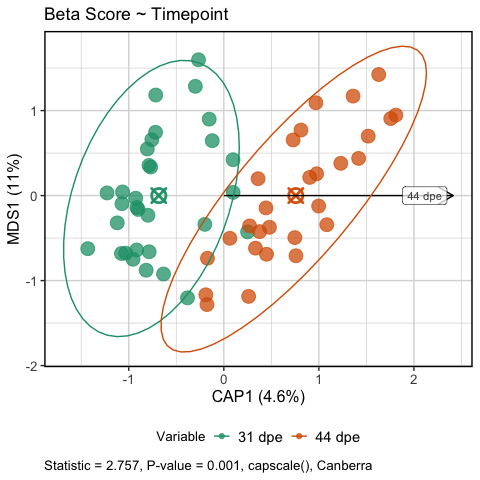 Beta Score ~ Timepoint
MDS1 (11%)
1
0
-1
-2
44 dpe
-1 0 1 2
CAP1 (4.6%)
Variable 31 dpe 44 dpe
Statistic = 2.757, P-value = 0.001, capscale(), Canberra